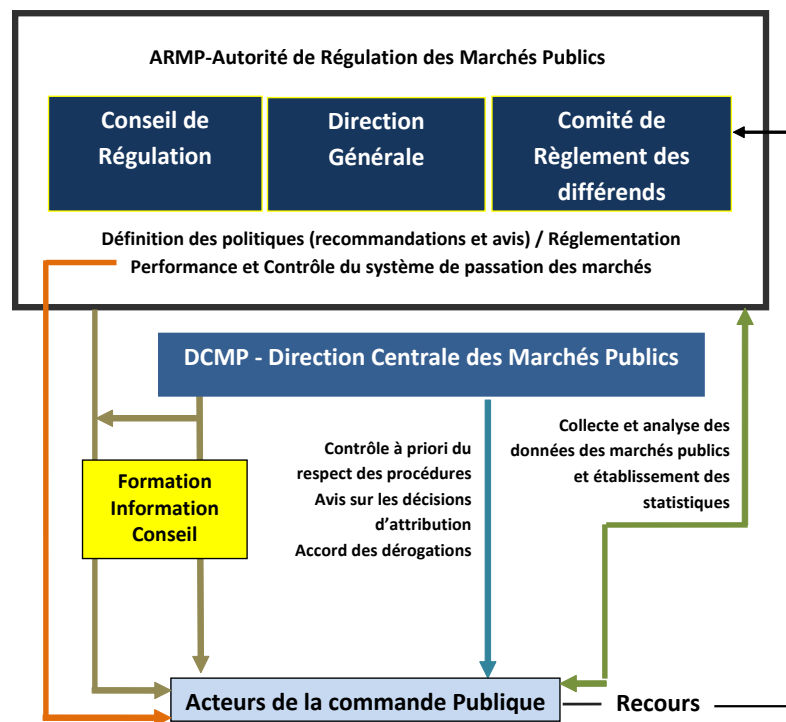 ARMP-Autorité de Régulation des Marchés Publics
Conseil de
Régulation
Direction
Générale
Comité de
Règlement des
différends
Définition des politiques (recommandations et avis) / Réglementation
Performance et Contrôle du système de passation des marchés
DCMP - Direction Centrale des Marchés Publics
Formation
Information
Conseil
Contrôle à priori du
respect des procédures
Avis sur les décisions
d'attribution
Accord des dérogations
Collecte et analyse des
données des marchés publics
et établissement des
statistiques
Acteurs de la commande Publique
Recours